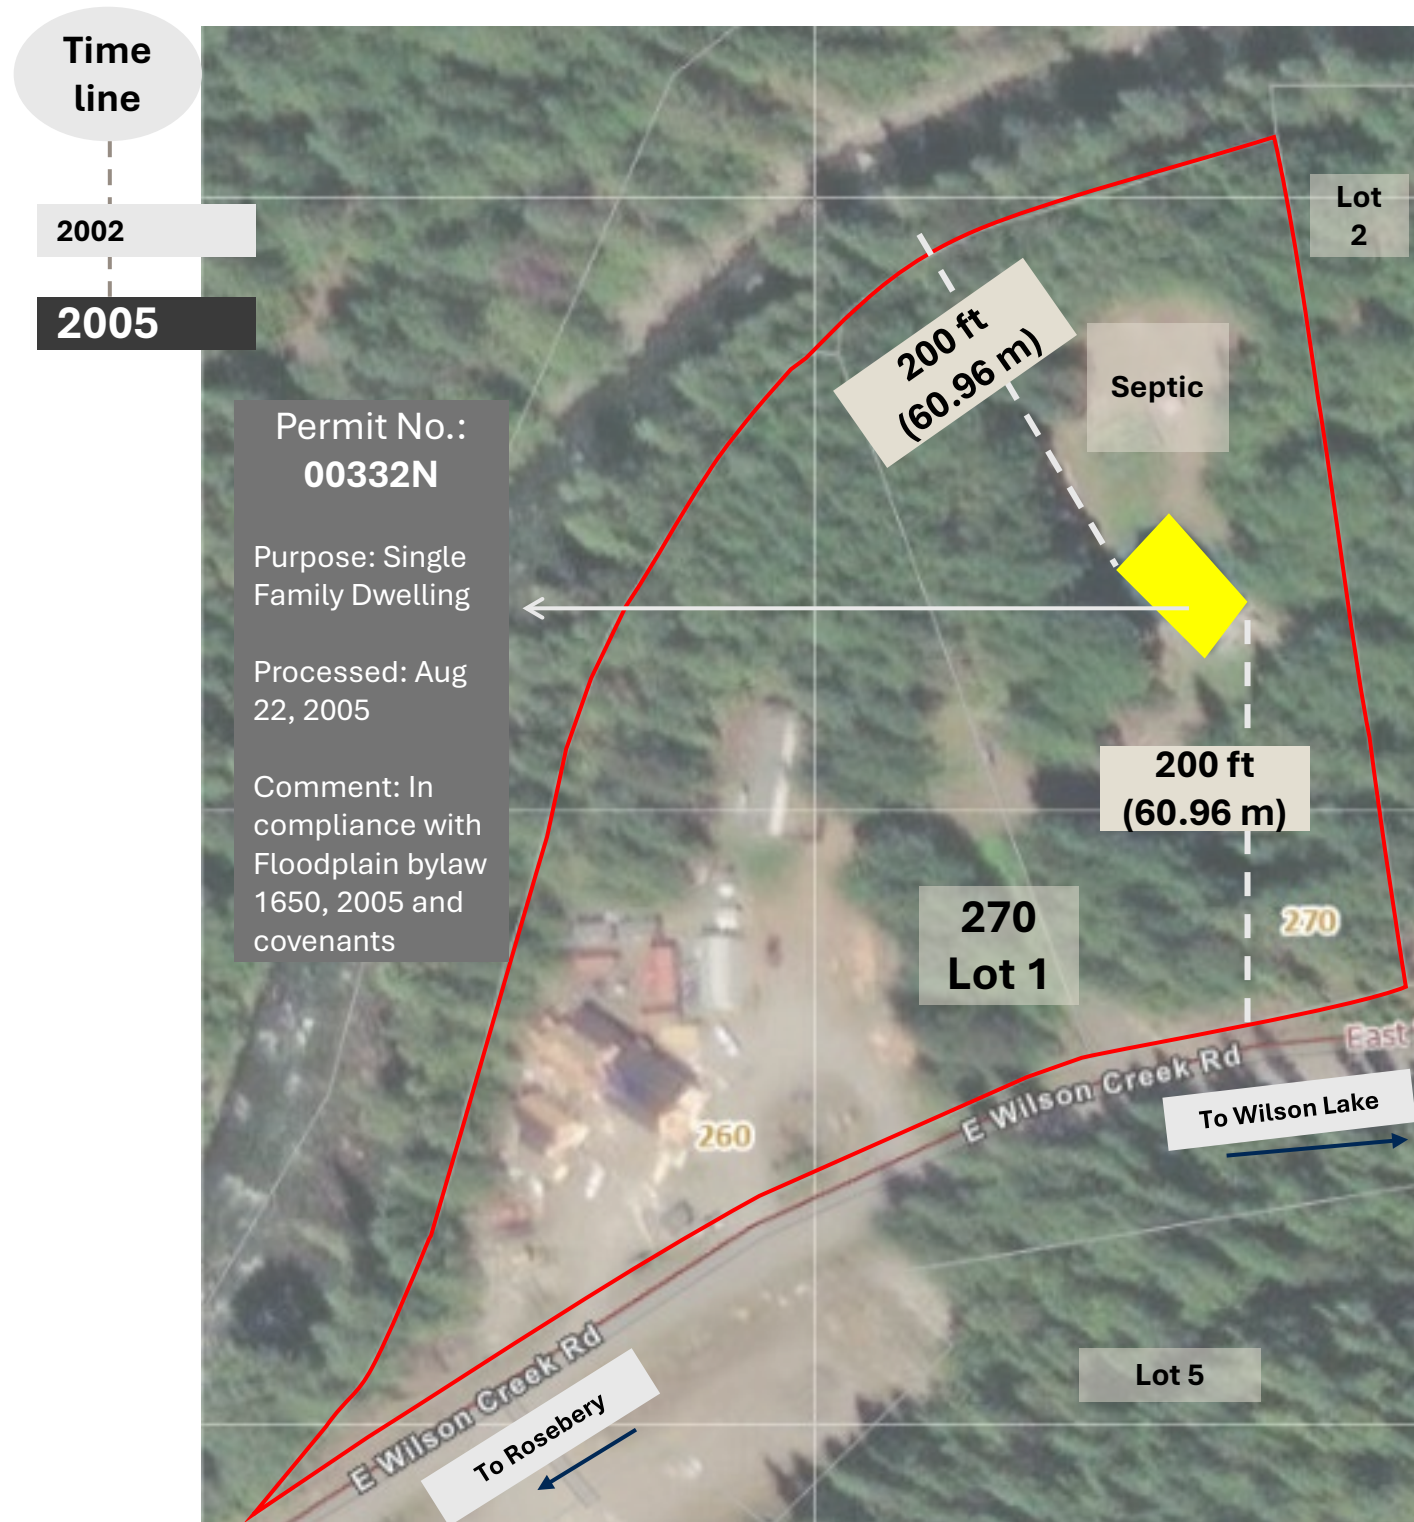 Time
line
2002
2005
Permit No.:
00332N
Purpose: Single
Family Dwelling
Processed: Aug
22, 2005
Comment: In
compliance with
Floodplain bylaw
1650, 2005 and
covenants
Lot
2
200 ft
(60.96 m)
Septic
200 ft
(60.96 m)
270
Lot 1
270
East
E Wilson Creek Rd
To Wilson Lake
260
E Wilson Creek Rd
To Rosebery
Lot 5